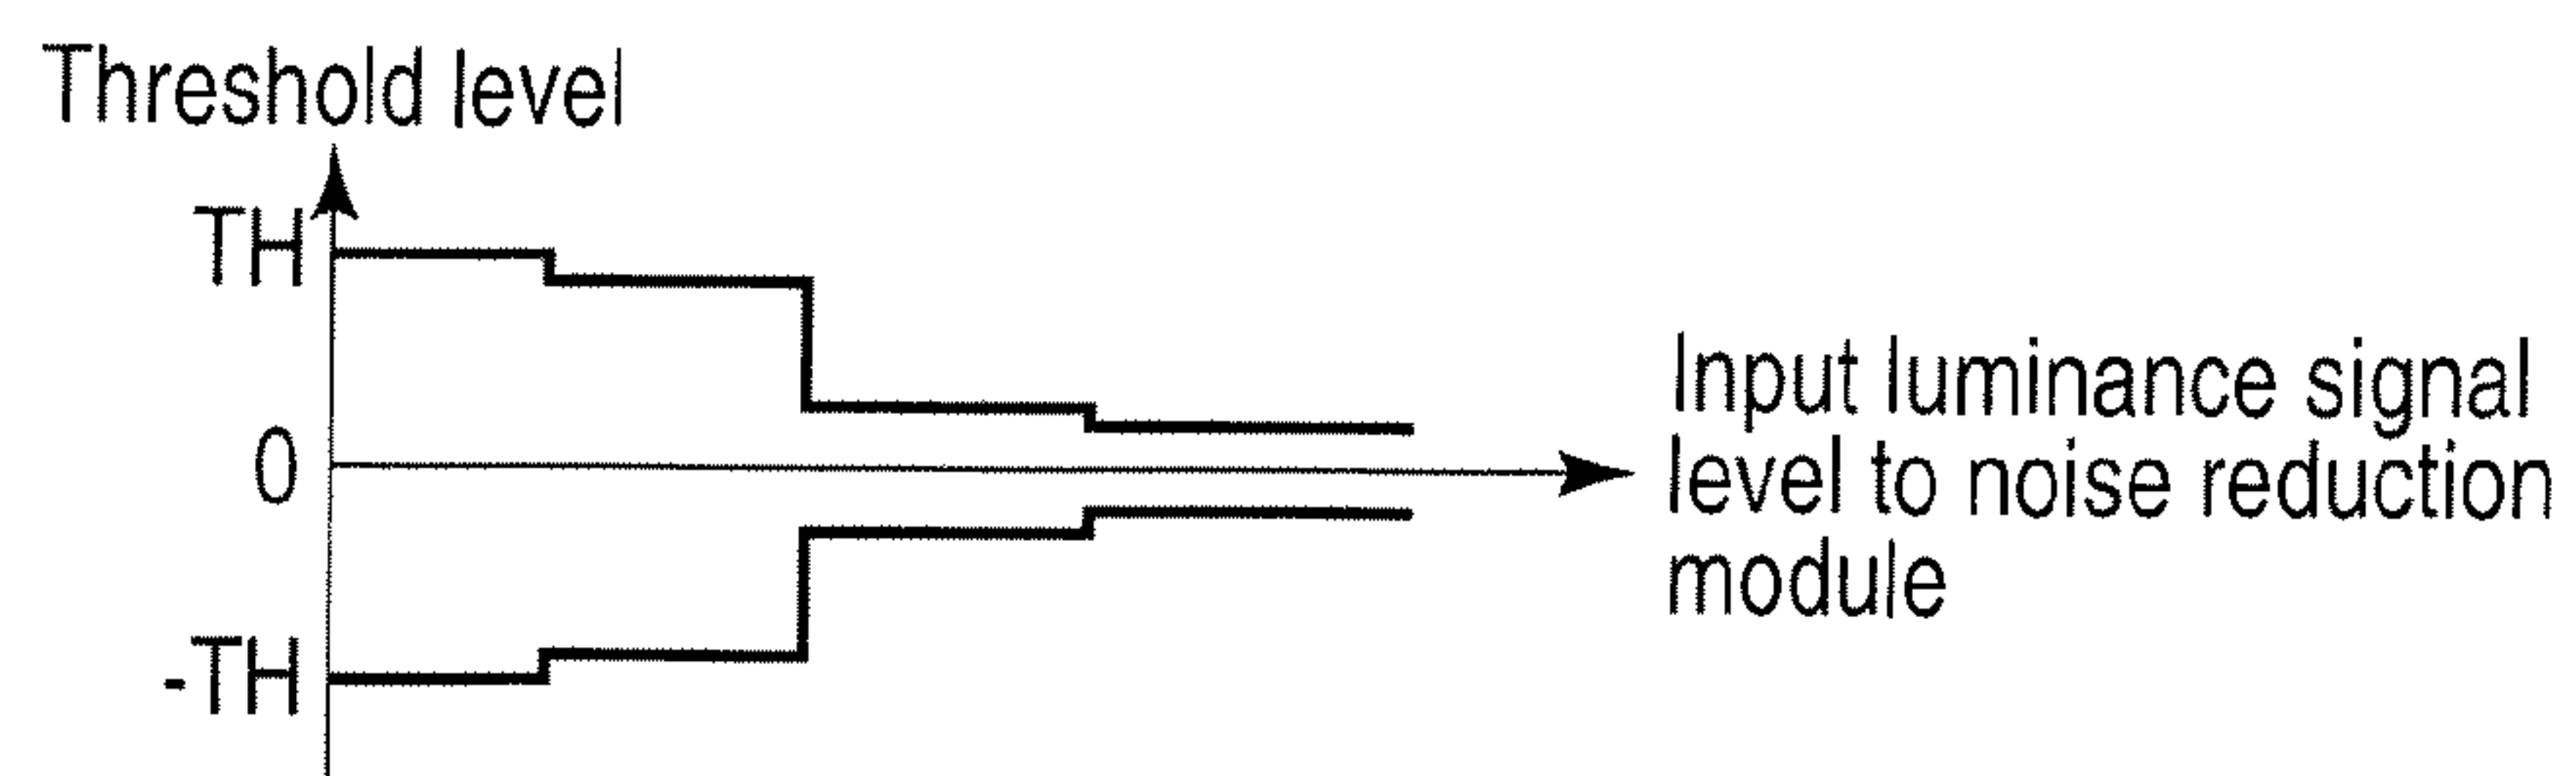 Threshold level
TH
0
-TH
Input luminance signal
level to noise reduction
module